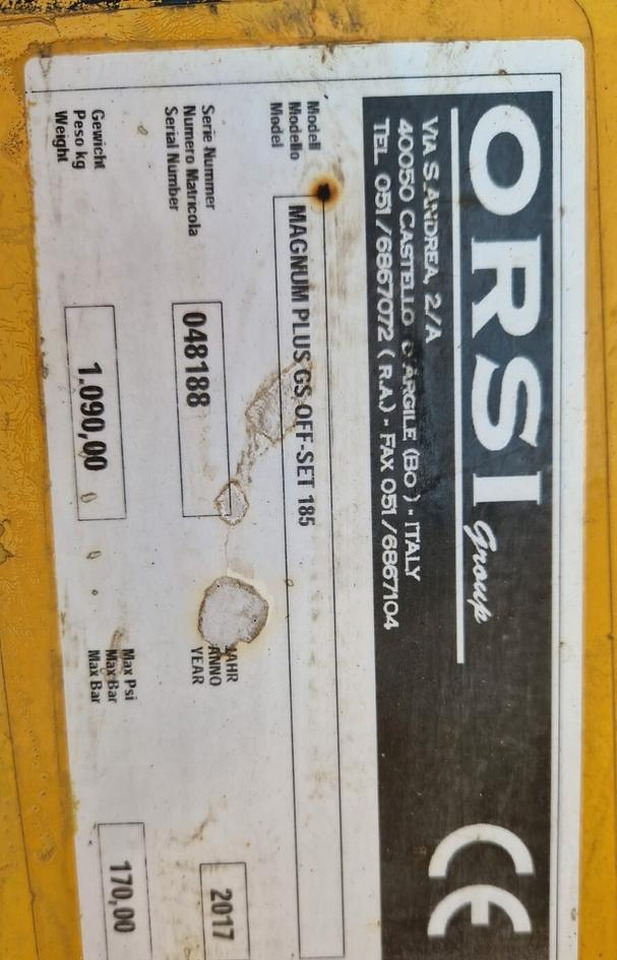 ORSI Group
VIA S.ANDREA, 2/A
40050 CASTELLO D'ARGILE (BO) - ITALY
TEL. 051/6867072 (R.A.) - FAX 051/6867104
CE
Modell
Modello
Model
MAGNUM PLUS GS OFF-SET 185
Serie Nummer
Numero Matricola
Serial Number
048188
JAHR
ANNO
YEAR
2017
Gewicht
Peso kg
Weight
1.090,00
Max Psi
Max Bar
Max Bar
170,00